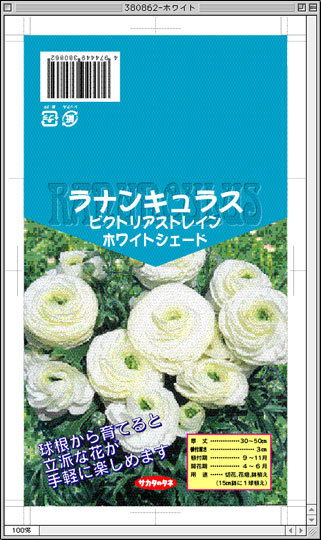 380862-ホワイト
4 974449 380862
RANUNCULUS
ラナンキュラス
ビクトリアストレイン
ホワイトシェード
球根から育てると
立派な花が
手軽に楽しめます
サカタのタネ
草丈……………30~50㎝
植付深さ……………3㎝
植付期………9~11月
開花期………4~6月
用途……切花、花壇、鉢植え
(15㎝鉢に1球植え)
100%